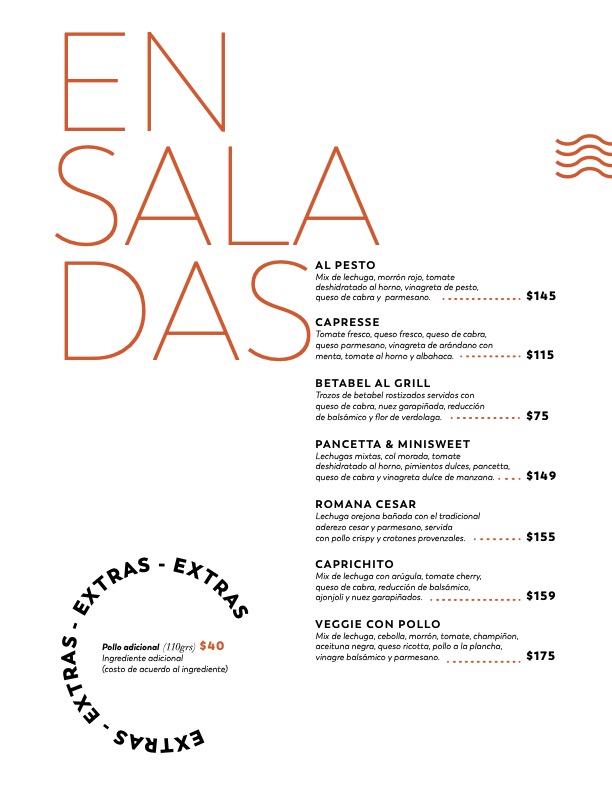 EN
SALA
DAS
AL PESTO
Mix de lechuga, morrón rojo, tomate
deshidratado al horno, vinagreta de pesto,
queso de cabra y parmesano. $145
CAPRESSE
Tomate fresco, queso fresco, queso de cabra,
queso parmesano, vinagreta de arándano con
menta, tomate al horno y albahaca. $115
BETABEL AL GRILL
Trozos de betabel rostizados servidos con
queso de cabra, nuez garapiñada, reducción
de balsámico y flor de verdolaga. $75
PANCETTA & MINISWEET
Lechugas mixtas, col morada, tomate
deshidratado al horno, pimientos dulces, pancetta,
queso de cabra y vinagreta dulce de manzana. $149
ROMANA CESAR
Lechuga orejona bañada con el tradicional
aderezo cesar y parmesano, servida
con pollo crispy y crotones provenzales. $155
CAPRICHITO
Mix de lechuga con arúgula, tomate cherry,
queso de cabra, reducción de balsámico,
ajonjolí y nuez garapiñados. $159
VEGGIE CON POLLO
Mix de lechuga, cebolla, morrón, tomate, champiñon,
aceituna negra, queso ricotta, pollo a la plancha,
vinagre balsámico y parmesano. $175
EXTRAS - EXTRAS - EXTRAS - EXTRAS
Pollo adicional (110grs) $40
Ingrediente adicional
(costo de acuerdo al ingrediente)